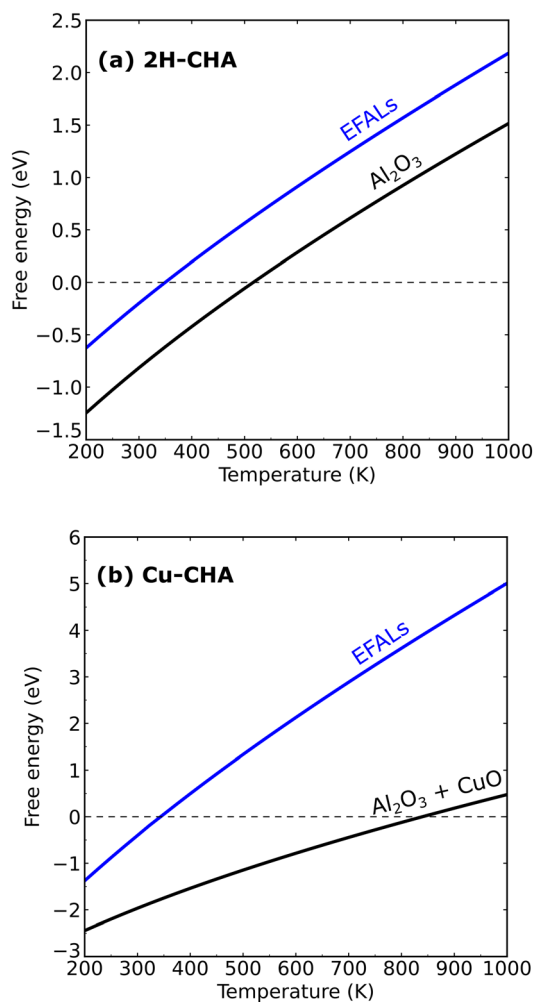 2.5
(a) 2H-CHA
2.0
EFALs
1.5
Al₂O₃
1.0
Free energy (eV)
0.5
0.0
−0.5
−1.0
−1.5
200 300 400 500 600 700 800 900 1000
Temperature (K)
6
(b) Cu-CHA
5
EFALs
4
3
Free energy (eV)
2
1
Al₂O₃ + CuO
0
−1
−2
−3
200 300 400 500 600 700 800 900 1000
Temperature (K)